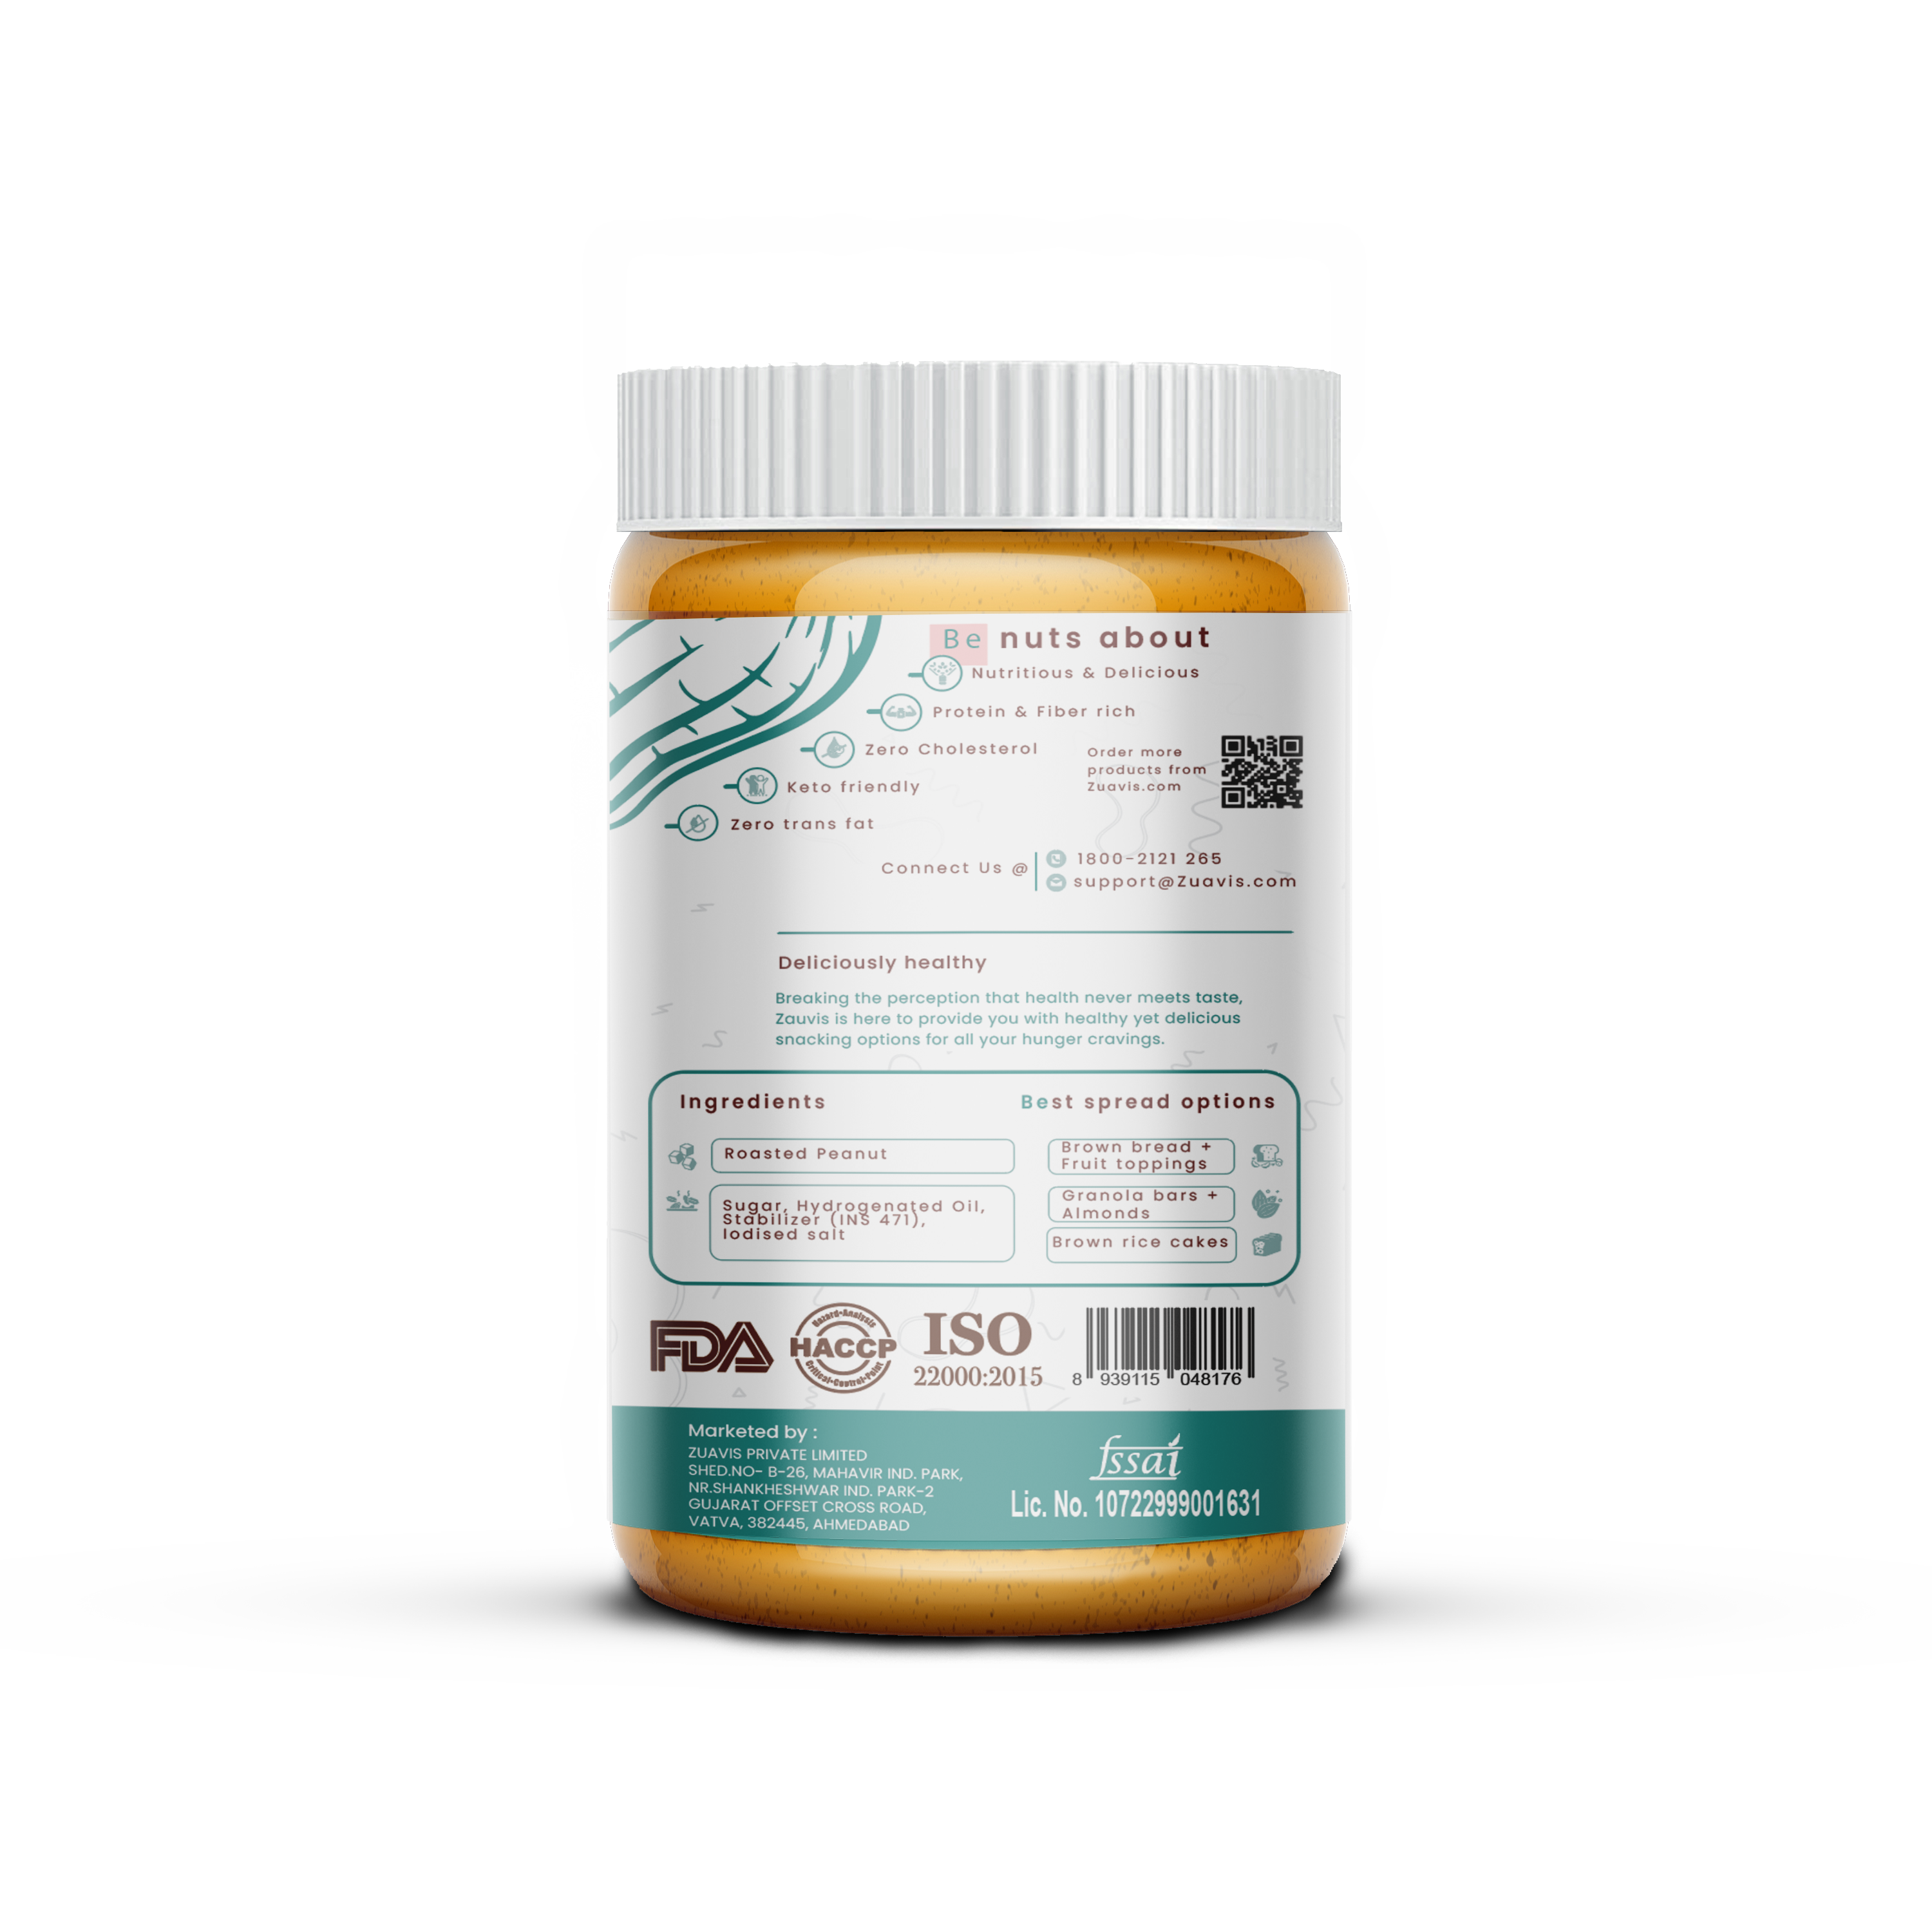 Be nuts about
Nutritious & Delicious
Protein & Fiber rich
Zero Cholesterol
Keto friendly
Zero trans fat
Order more
products from
Zuavis.com
Connect Us @
1800-2121 265
support@Zuavis.com
Deliciously healthy
Breaking the perception that health never meets taste,
Zauvis is here to provide you with healthy yet delicious
snacking options for all your hunger cravings.
Ingredients
Roasted Peanut
Sugar, Hydrogenated Oil,
Stabilizer (INS 471),
Iodised salt
Best spread options
Brown bread +
Fruit toppings
Granola bars +
Almonds
Brown rice cakes
FDA
Hazard•Analysis
HACCP
Critical•Control•Point
ISO
22000:2015
8 939115 048176
Marketed by :
ZUAVIS PRIVATE LIMITED
SHED.NO- B-26, MAHAVIR IND. PARK,
NR.SHANKHESHWAR IND. PARK-2
GUJARAT OFFSET CROSS ROAD,
VATVA, 382445, AHMEDABAD
fssai
Lic. No. 10722999001631